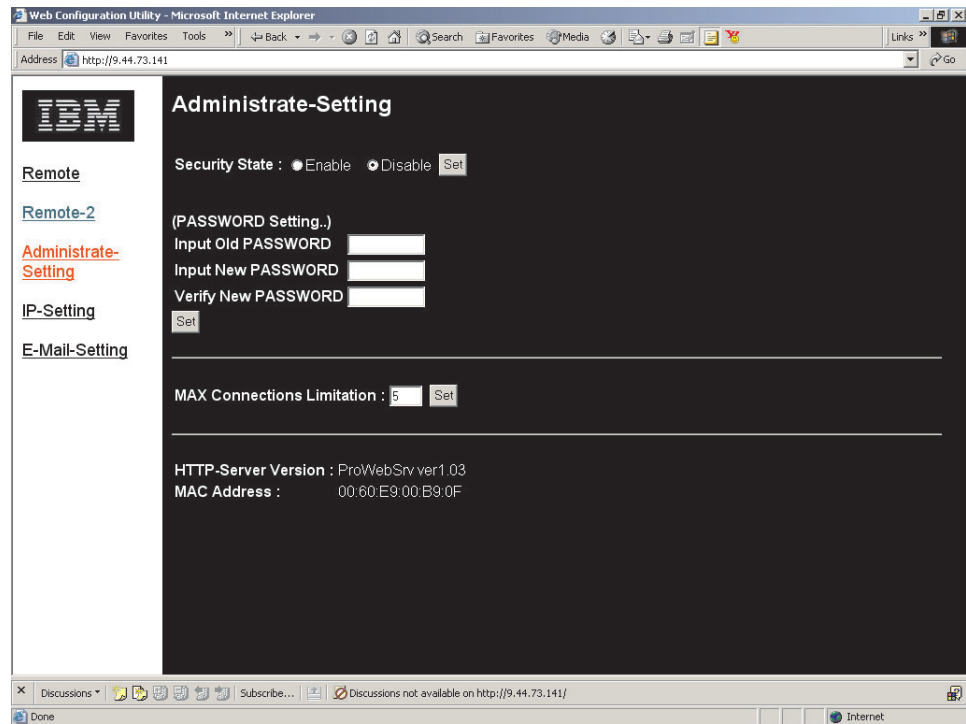 Web Configuration Utility - Microsoft Internet Explorer
File Edit View Favorites Tools » Back Search Favorites Media Links »
Address http://9.44.73.141 Go
IBM
Remote
Remote-2
Administrate-
Setting
IP-Setting
E-Mail-Setting
Administrate-Setting
Security State : Enable Disable Set
(PASSWORD Setting..)
Input Old PASSWORD
Input New PASSWORD
Verify New PASSWORD
Set
MAX Connections Limitation : 5 Set
HTTP-Server Version : ProWebSrv ver1.03
MAC Address : 00:60:E9:00:B9:0F
Discussions Subscribe... Discussions not available on http://9.44.73.141/
Done Internet